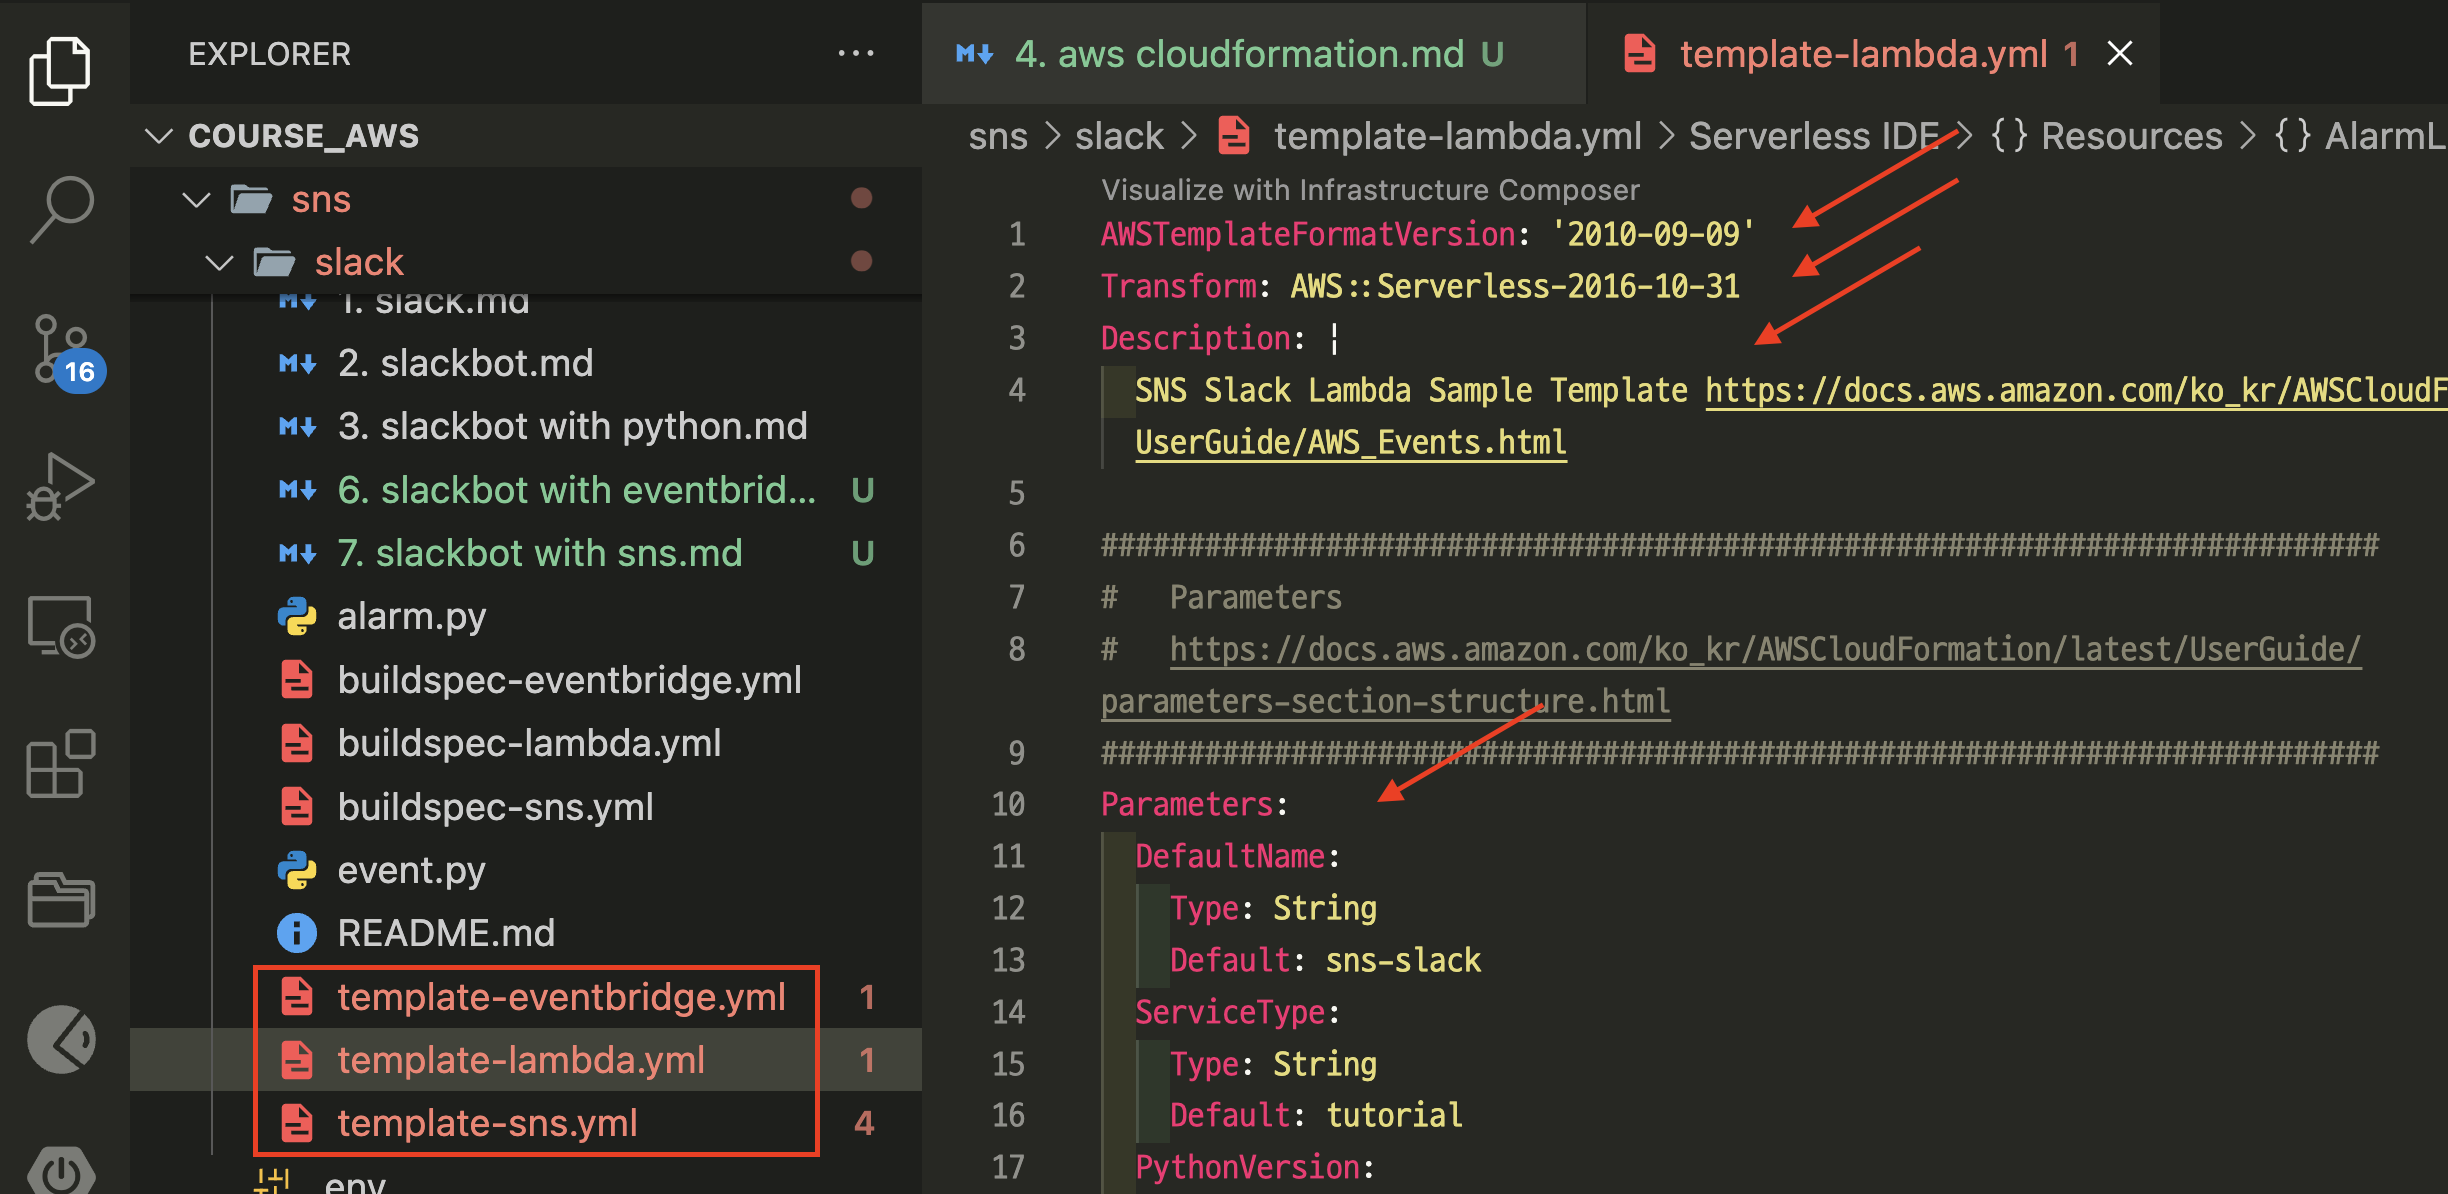 EXPLORER
COURSE_AWS
sns
slack
1. slack.md
2. slackbot.md
3. slackbot with python.md
6. slackbot with eventbrid... U
7. slackbot with sns.md U
alarm.py
buildspec-eventbridge.yml
buildspec-lambda.yml
buildspec-sns.yml
event.py
README.md
template-eventbridge.yml 1
template-lambda.yml 1
template-sns.yml 4
env
16
4. aws cloudformation.md U
template-lambda.yml 1
sns > slack > template-lambda.yml > Serverless IDE > {} Resources > {} AlarmL
Visualize with Infrastructure Composer
1 AWSTemplateFormatVersion: '2010-09-09'
2 Transform: AWS::Serverless-2016-10-31
3 Description: |
4 SNS Slack Lambda Sample Template https://docs.aws.amazon.com/ko_kr/AWSCloudF
UserGuide/AWS_Events.html
5
6 ##########################################################################
7 # Parameters
8 # https://docs.aws.amazon.com/ko_kr/AWSCloudFormation/latest/UserGuide/
parameters-section-structure.html
9 ##########################################################################
10 Parameters:
11 DefaultName:
12 Type: String
13 Default: sns-slack
14 ServiceType:
15 Type: String
16 Default: tutorial
17 PythonVersion: